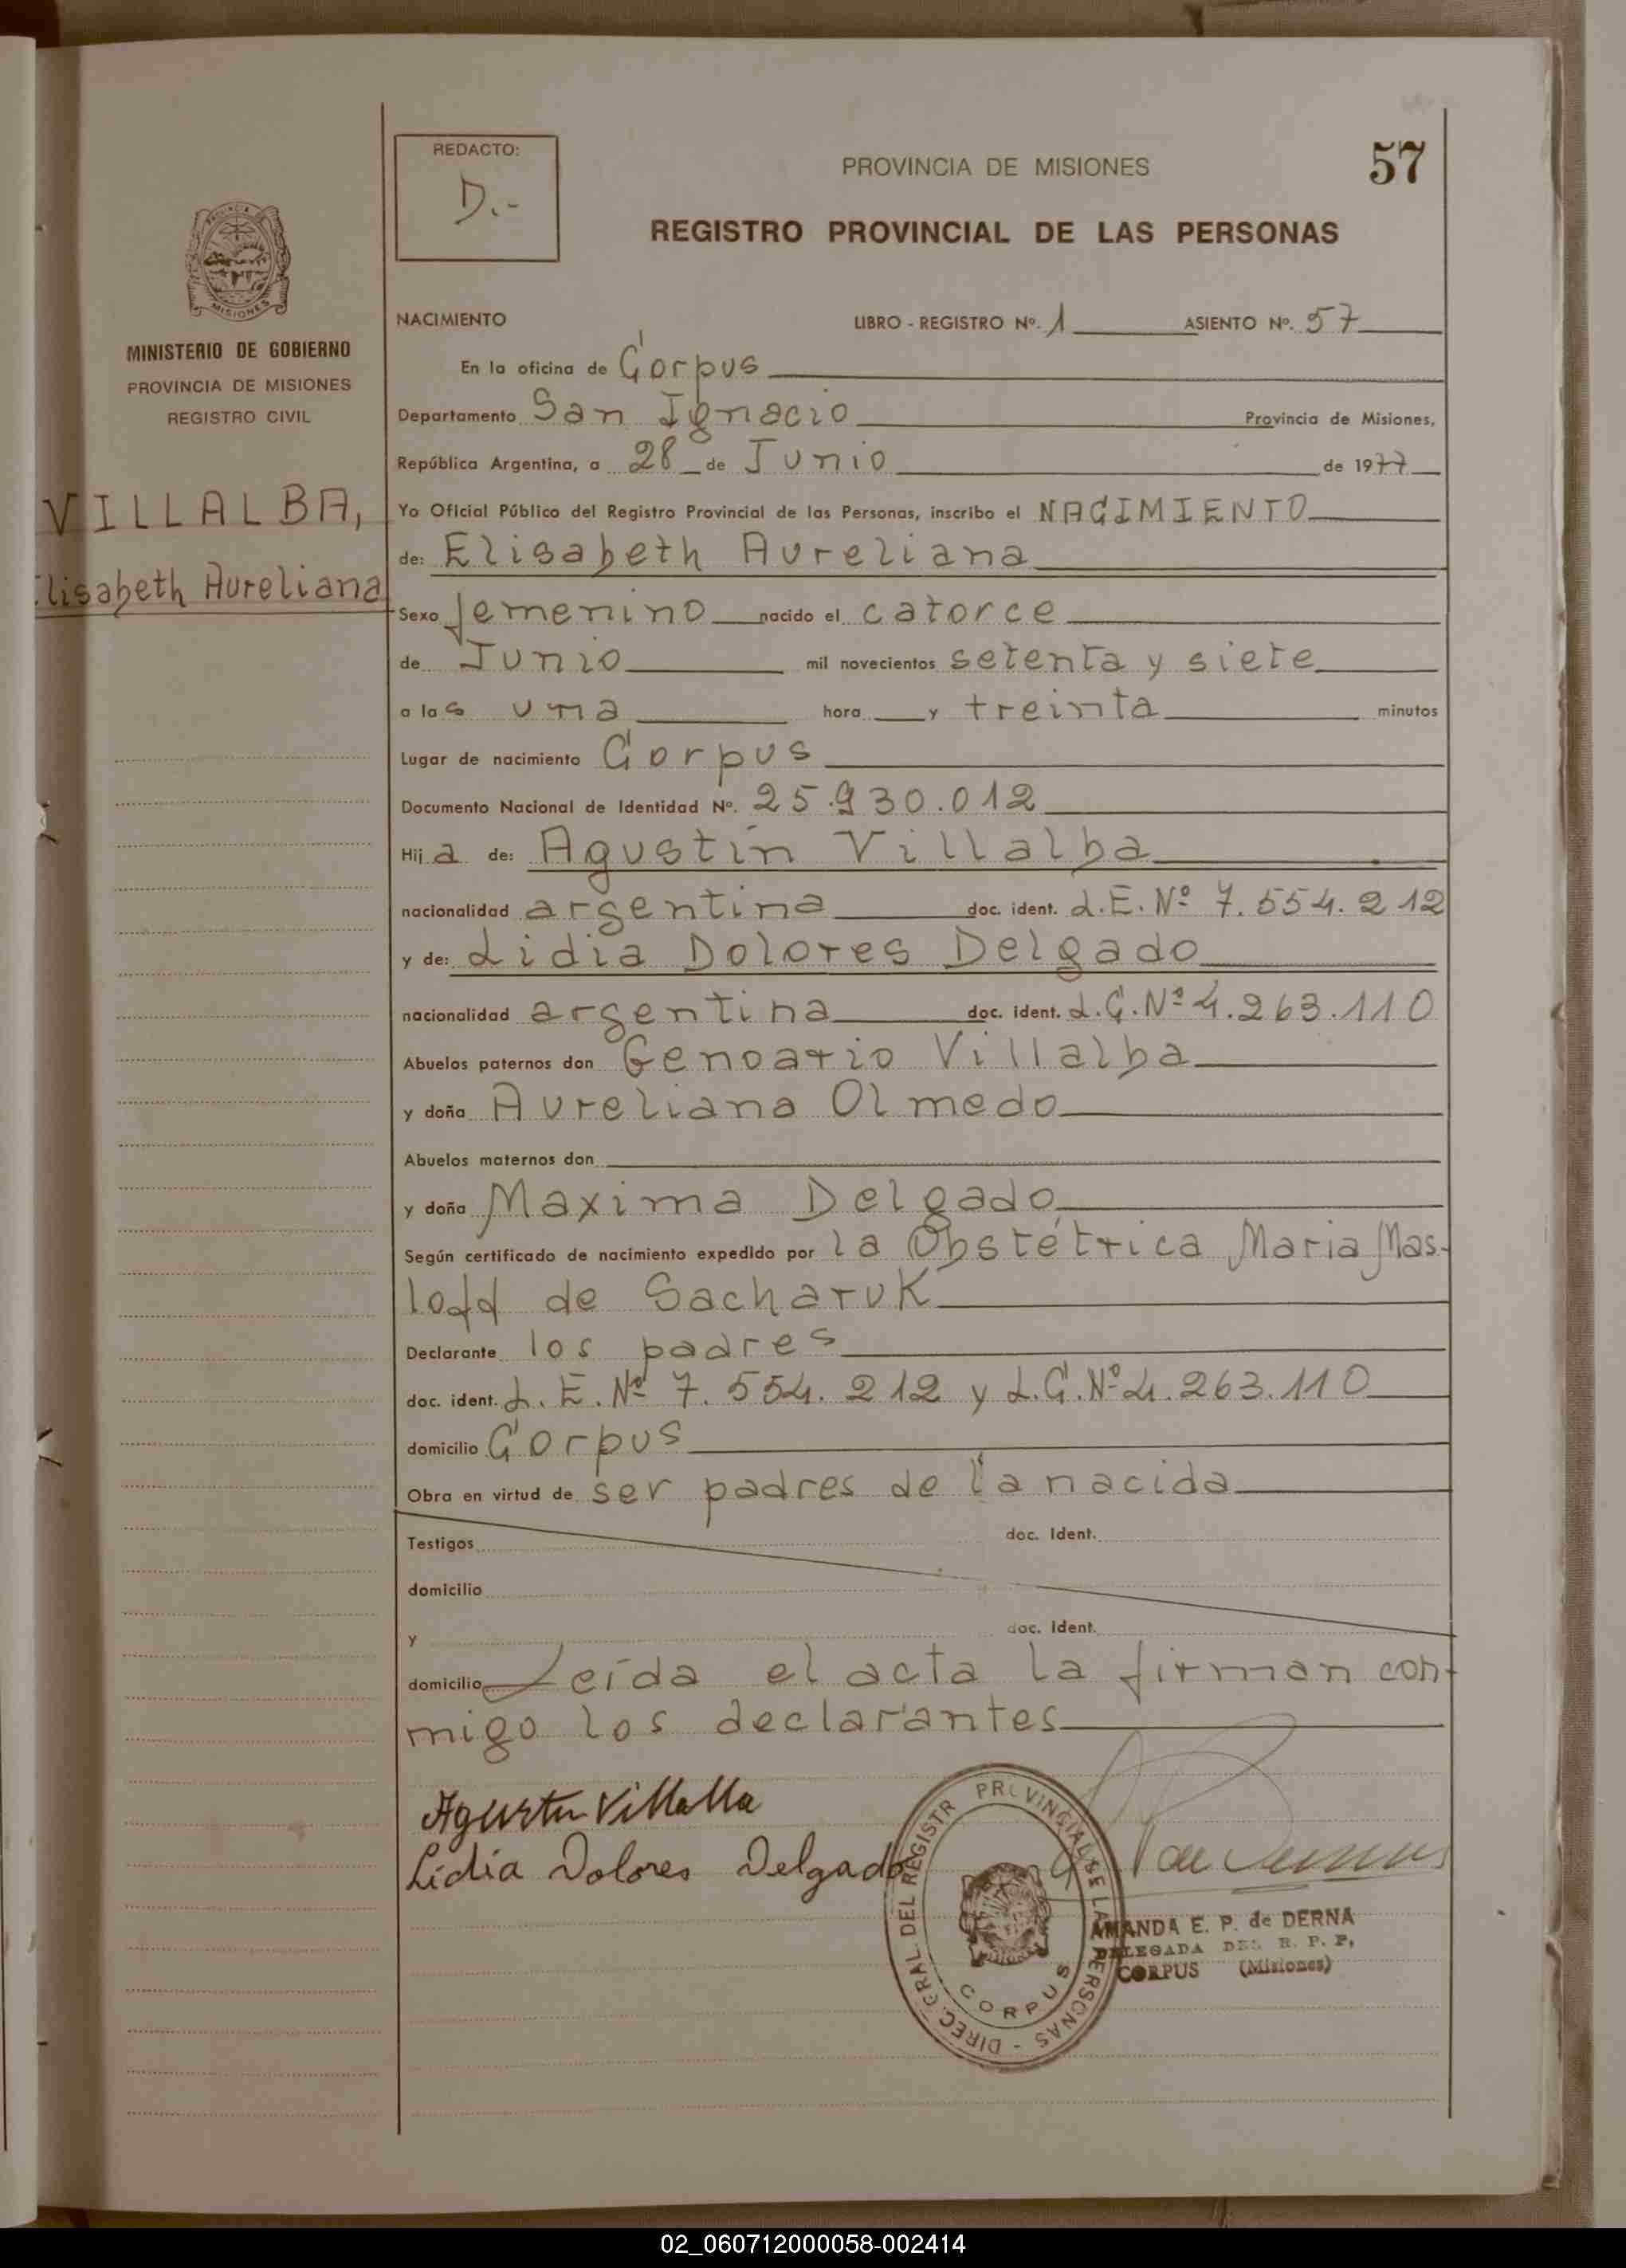 REDACTO:
D.-
PROVINCIA DE MISIONES
57
REGISTRO PROVINCIAL DE LAS PERSONAS
MISIONES
MINISTERIO DE GOBIERNO
PROVINCIA DE MISIONES
REGISTRO CIVIL
VILLALBA,
Elisabeth Aureliana
NACIMIENTO LIBRO - REGISTRO Nº. 1 ASIENTO Nº. 57
En la oficina de Corpus
Departamento San Ignacio Provincia de Misiones,
República Argentina, a 28 de Junio de 1977
Yo Oficial Público del Registro Provincial de las Personas, inscribo el NACIMIENTO
de: Elisabeth Aureliana
Sexo femenino nacido el catorce
de Junio mil novecientos setenta y siete
a las una hora y treinta minutos
Lugar de nacimiento Corpus
Documento Nacional de Identidad Nº. 25.930.012
Hija de: Agustín Villalba
nacionalidad argentina doc. ident. L.E. Nº 7.554.212
y de: Lidia Dolores Delgado
nacionalidad argentina doc. ident. L.C. Nº 4.263.110
Abuelos paternos don Genoario Villalba
y doña Aureliana Olmedo
Abuelos maternos don
y doña Maxima Delgado
Según certificado de nacimiento expedido por la Obstétrica Maria Mas-
de Sacharuk
Declarante los padres
doc. ident. L.E. Nº 7.554.212 y L.C. Nº 4.263.110
domicilio Corpus
Obra en virtud de ser padres de la nacida
Testigos doc. Ident.
domicilio
y doc. Ident.
domicilio Leída el acta la firman con-
migo los declarantes
Agustin Villalba
Lidia Dolores Delgado
DIREC. GRAL. DEL REGISTR PROVINCIAL DE LAS PERSONAS -
CORPUS
AMANDA E. P. de DERNA
DELEGADA DEL R. P. P.
CORPUS (Misiones)
02_060712000058-002414